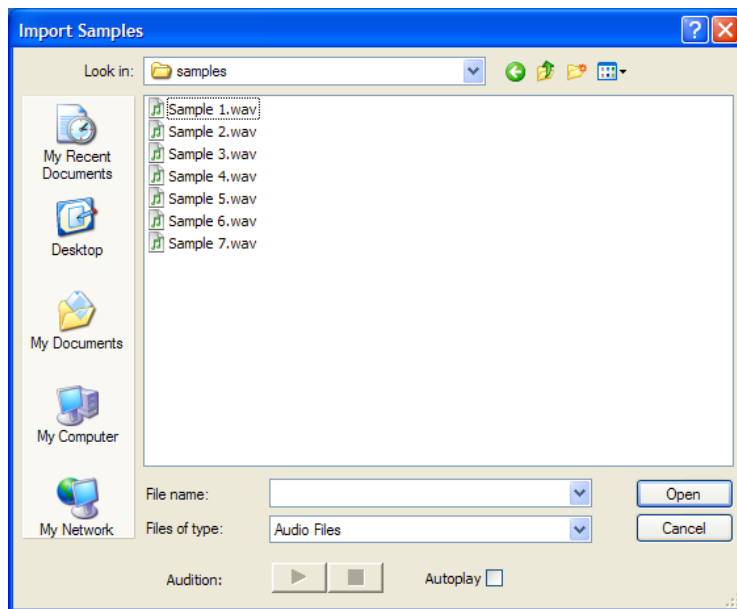 Import Samples
Look in:
samples
Sample 1.wav
Sample 2.wav
Sample 3.wav
Sample 4.wav
Sample 5.wav
Sample 6.wav
Sample 7.wav
My Recent
Documents
Desktop
My Documents
My Computer
My Network
File name:
Open
Files of type:
Audio Files
Cancel
Audition:
Autoplay